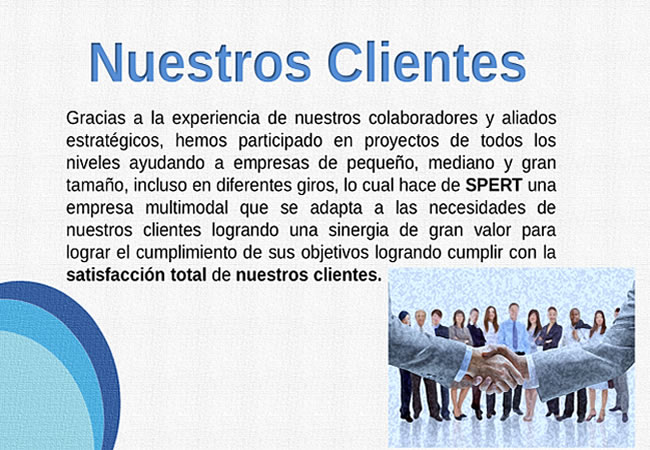 Nuestros Clientes
Gracias a la experiencia de nuestros colaboradores y aliados
estratégicos, hemos participado en proyectos de todos los
niveles ayudando a empresas de pequeño, mediano y gran
tamaño, incluso en diferentes giros, lo cual hace de SPERT una
empresa multimodal que se adapta a las necesidades de
nuestros clientes logrando una sinergia de gran valor para
lograr el cumplimiento de sus objetivos logrando cumplir con la
satisfacción total de nuestros clientes.